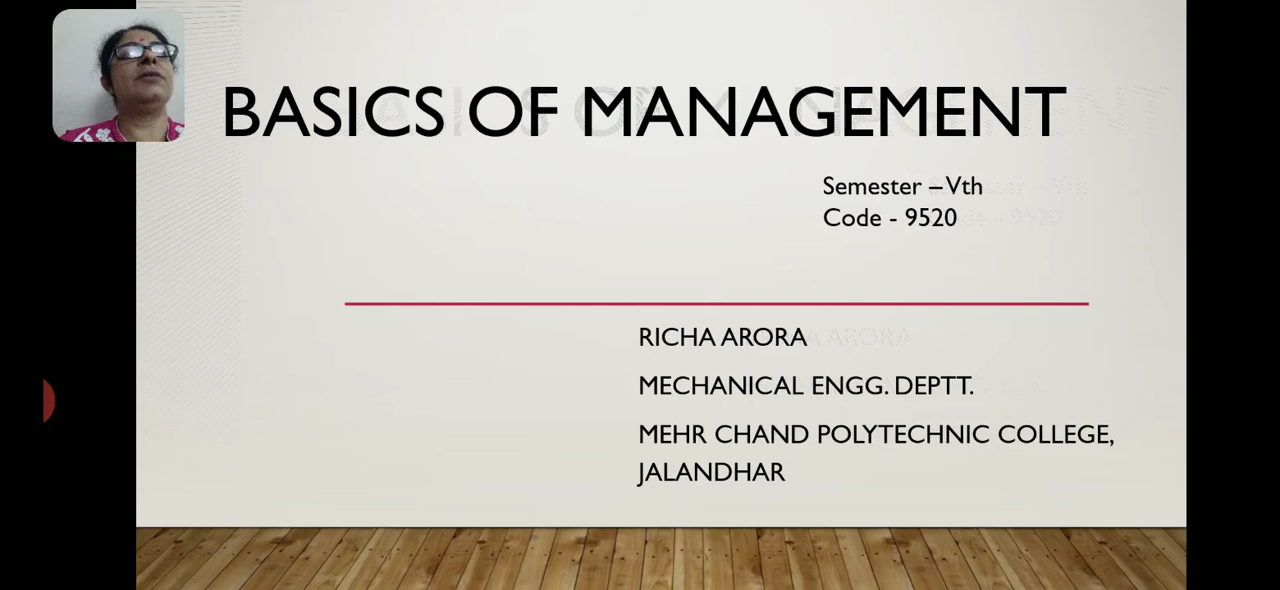 BASICS OF MANAGEMENT
Semester – Vth
Code - 9520
RICHA ARORA
MECHANICAL ENGG. DEPTT.
MEHR CHAND POLYTECHNIC COLLEGE,
JALANDHAR